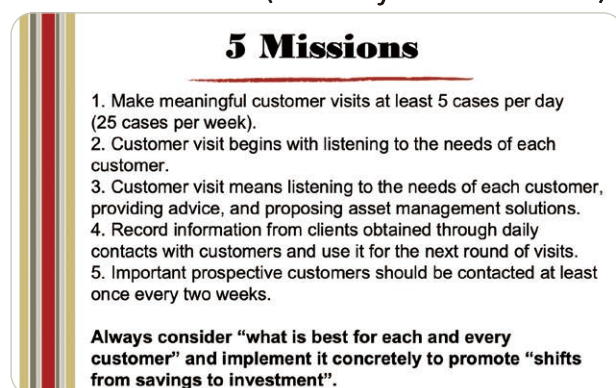 5 Missions
1. Make meaningful customer visits at least 5 cases per day
(25 cases per week).
2. Customer visit begins with listening to the needs of each
customer.
3. Customer visit means listening to the needs of each customer,
providing advice, and proposing asset management solutions.
4. Record information from clients obtained through daily
contacts with customers and use it for the next round of visits.
5. Important prospective customers should be contacted at least
once every two weeks.
Always consider “what is best for each and every
customer” and implement it concretely to promote “shifts
from savings to investment”.